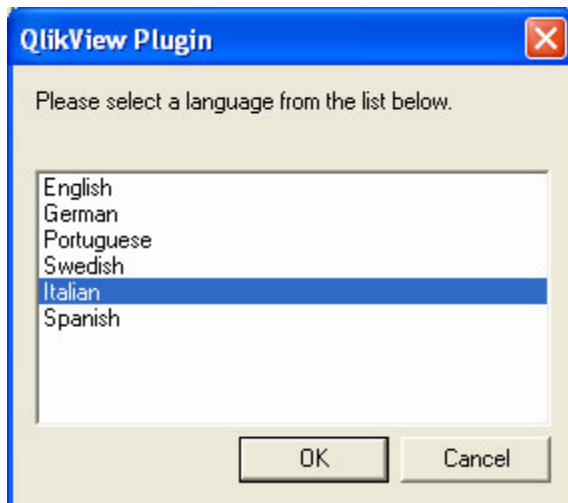 QlikView Plugin
Please select a language from the list below.
English
German
Portuguese
Swedish
Italian
Spanish
OK Cancel